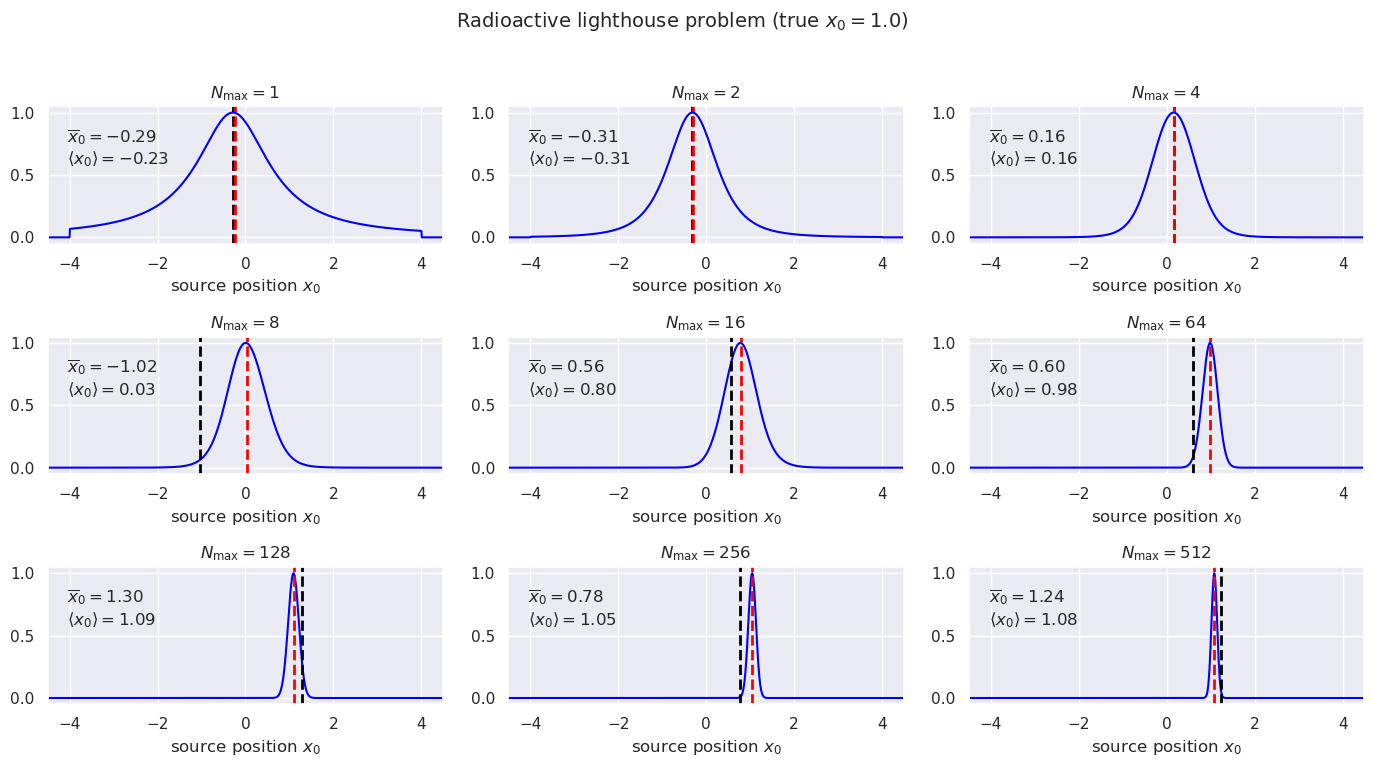 Radioactive lighthouse problem (true x₀ = 1.0)
N_max = 1
1.0
0.5
0.0
x̅₀ = −0.29
⟨x₀⟩ = −0.23
−4 −2 0 2 4
source position x₀
N_max = 2
1.0
0.5
0.0
x̅₀ = −0.31
⟨x₀⟩ = −0.31
−4 −2 0 2 4
source position x₀
N_max = 4
1.0
0.5
0.0
x̅₀ = 0.16
⟨x₀⟩ = 0.16
−4 −2 0 2 4
source position x₀
N_max = 8
1.0
0.5
0.0
x̅₀ = −1.02
⟨x₀⟩ = 0.03
−4 −2 0 2 4
source position x₀
N_max = 16
1.0
0.5
0.0
x̅₀ = 0.56
⟨x₀⟩ = 0.80
−4 −2 0 2 4
source position x₀
N_max = 64
1.0
0.5
0.0
x̅₀ = 0.60
⟨x₀⟩ = 0.98
−4 −2 0 2 4
source position x₀
N_max = 128
1.0
0.5
0.0
x̅₀ = 1.30
⟨x₀⟩ = 1.09
−4 −2 0 2 4
source position x₀
N_max = 256
1.0
0.5
0.0
x̅₀ = 0.78
⟨x₀⟩ = 1.05
−4 −2 0 2 4
source position x₀
N_max = 512
1.0
0.5
0.0
x̅₀ = 1.24
⟨x₀⟩ = 1.08
−4 −2 0 2 4
source position x₀